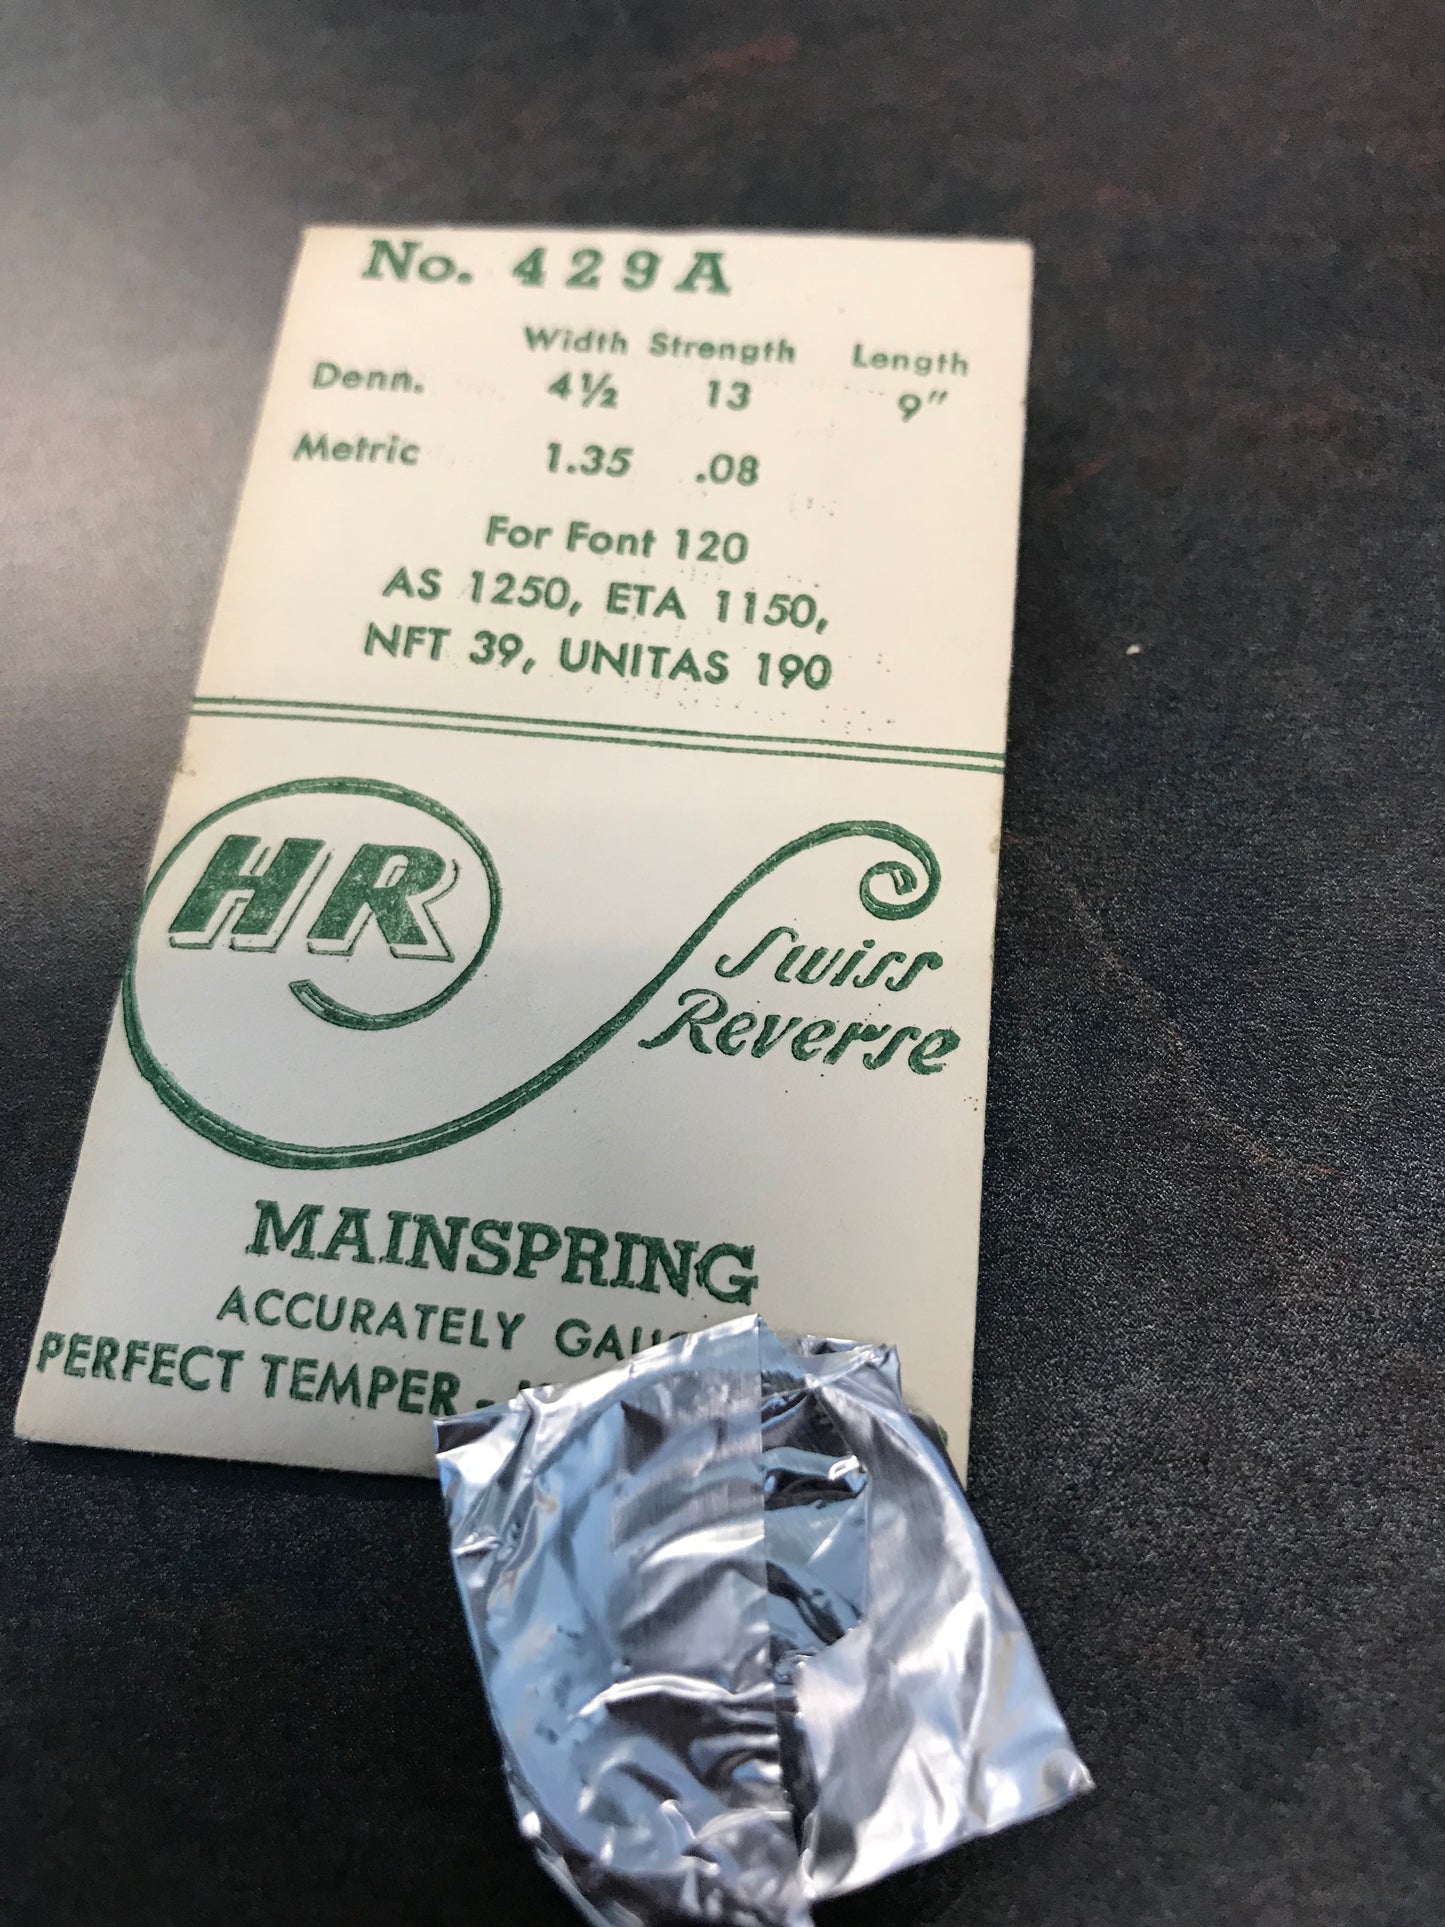 No. 429A
Width Strength Length
Denn. 4½ 13 9"
Metric 1.35 .08
For Font 120
AS 1250, ETA 1150,
NFT 39, UNITAS 190
HR
Swiss
Reverse
MAINSPRING
ACCURATELY
PERFECT TEMPER -